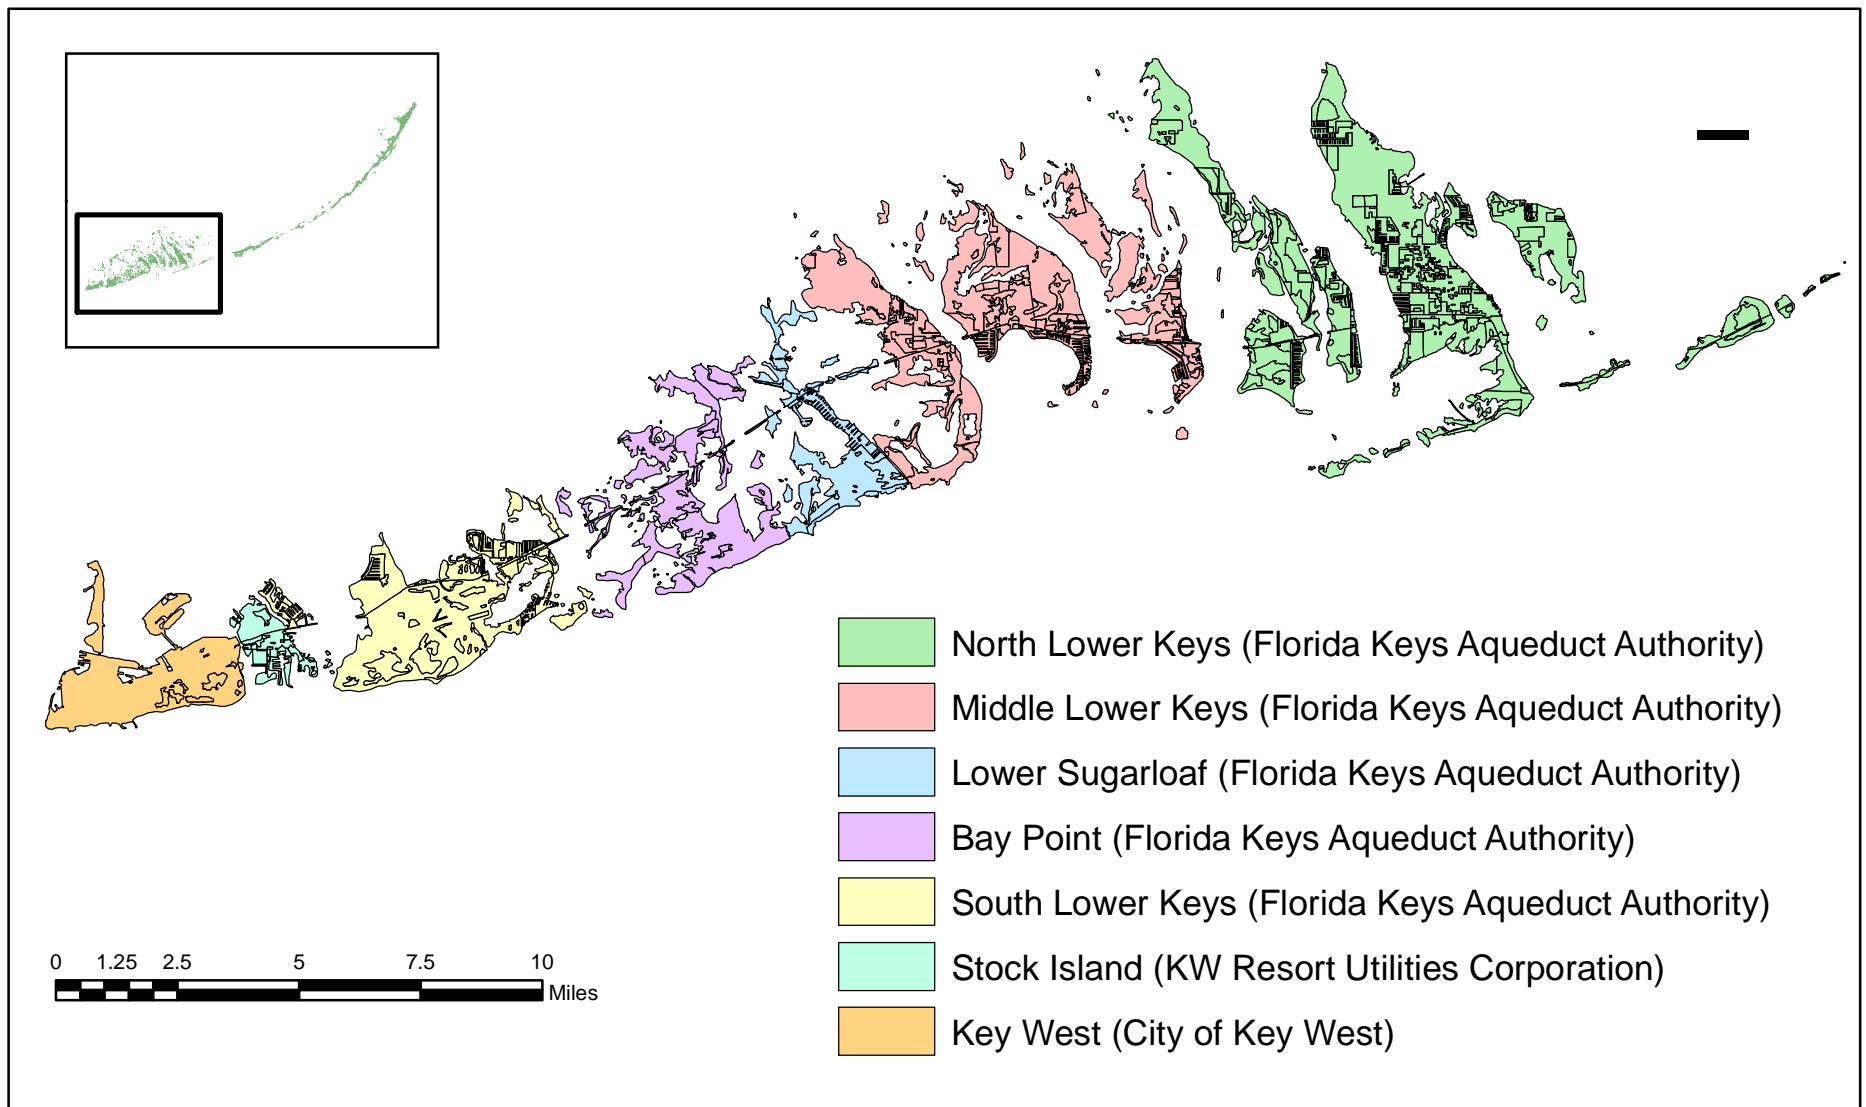 North Lower Keys (Florida Keys Aqueduct Authority)
Middle Lower Keys (Florida Keys Aqueduct Authority)
Lower Sugarloaf (Florida Keys Aqueduct Authority)
Bay Point (Florida Keys Aqueduct Authority)
South Lower Keys (Florida Keys Aqueduct Authority)
Stock Island (KW Resort Utilities Corporation)
Key West (City of Key West)
0 1.25 2.5 5 7.5 10
Miles